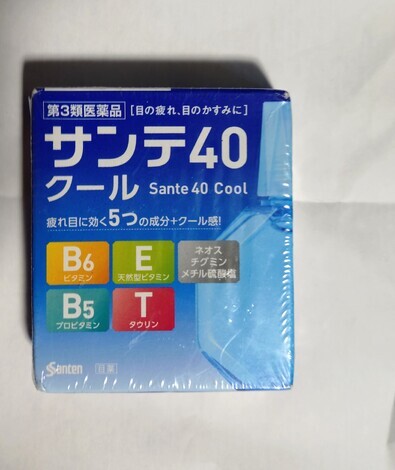 第3類医薬品 [目の疲れ、目のかすみに]
サンテ40
クール Sante 40 Cool
疲れ目に効く5つの成分+クール感!
B6
ビタミン
E
天然型ビタミン
ネオス
チグミン
メチル硫酸塩
B5
プロビタミン
T
タウリン
Santen 目薬